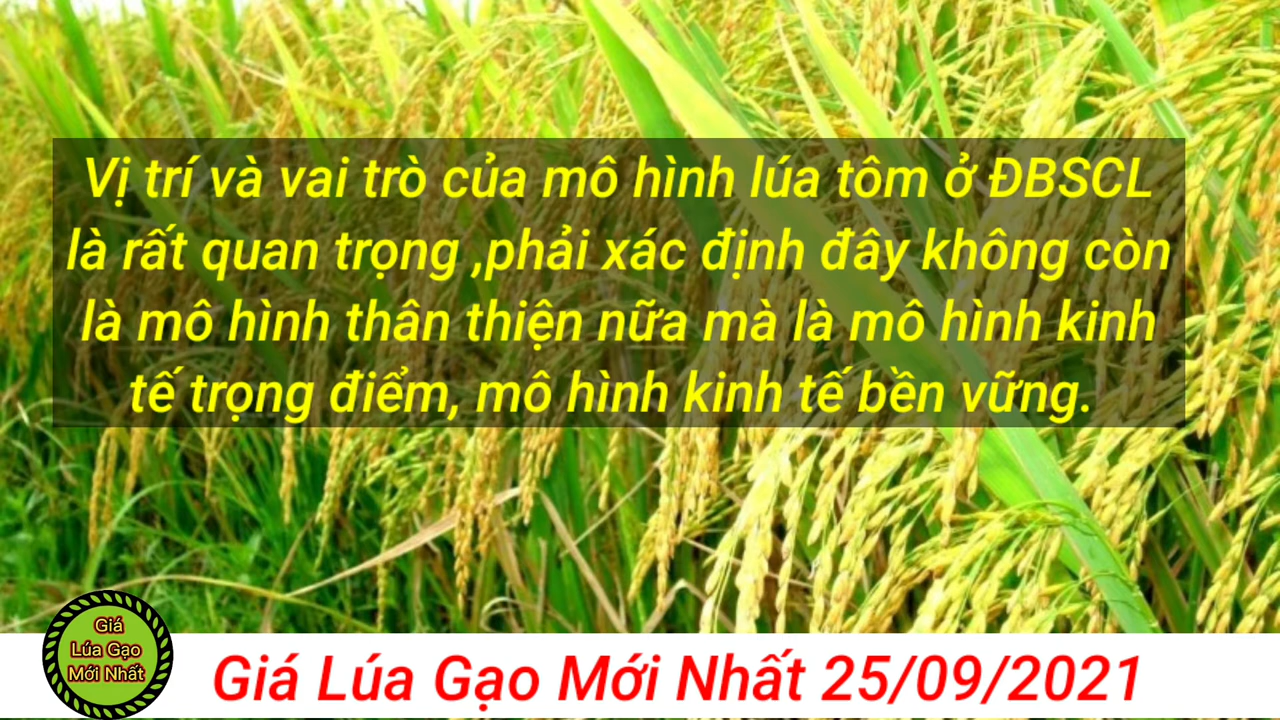 Vị trí và vai trò của mô hình lúa tôm ở ĐBSCL
là rất quan trọng ,phải xác định đây không còn
là mô hình thân thiện nữa mà là mô hình kinh
tế trọng điểm, mô hình kinh tế bền vững.
Giá
Lúa Gạo
Mới Nhất
Giá Lúa Gạo Mới Nhất 25/09/2021